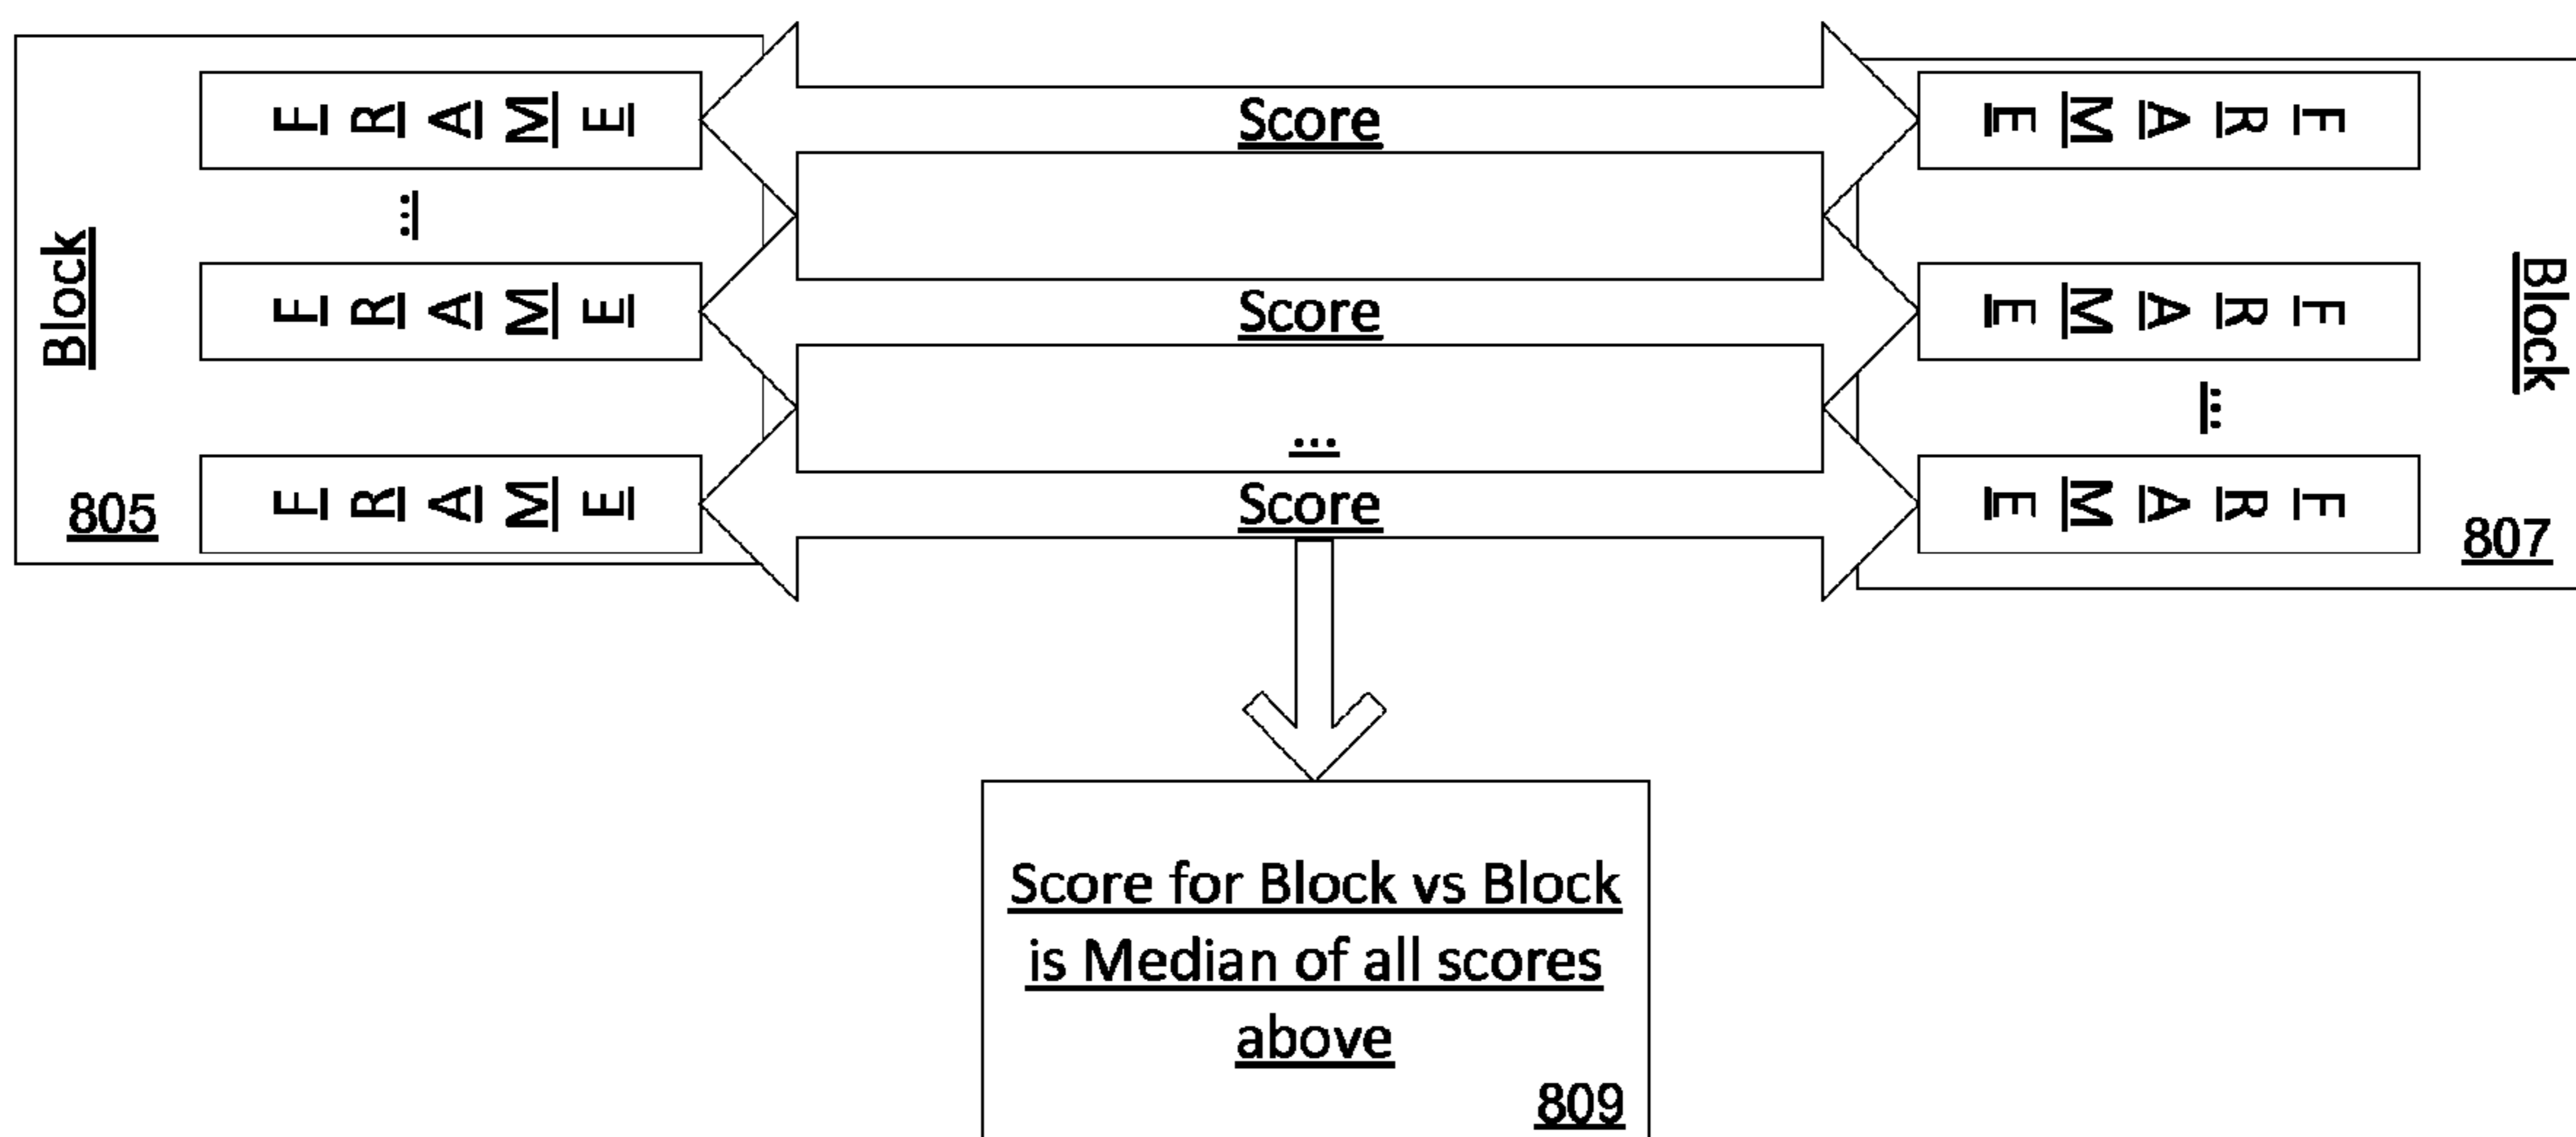 Block
FRAME
...
FRAME
FRAME
805
Score
Score
...
Score
FRAME
FRAME
...
FRAME
Block
807
Score for Block vs Block
is Median of all scores
above
809